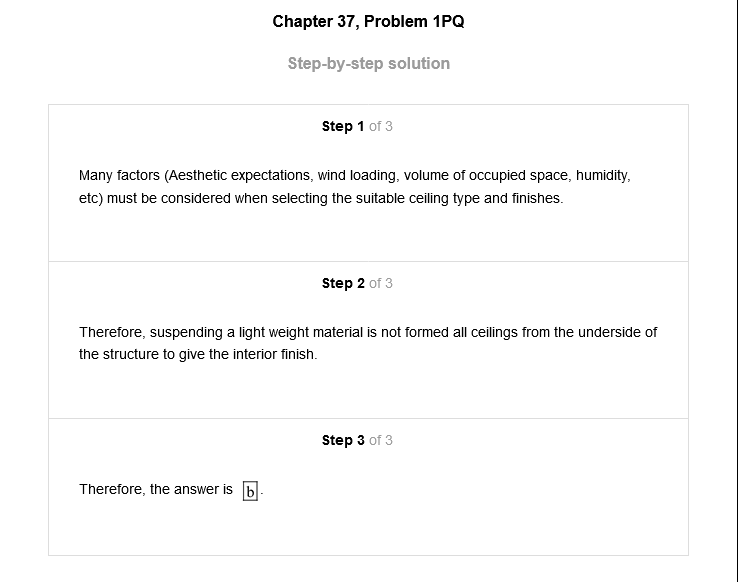 Chapter 37, Problem 1PQ
Step-by-step solution
Step 1 of 3
Many factors (Aesthetic expectations, wind loading, volume of occupied space, humidity,
etc) must be considered when selecting the suitable ceiling type and finishes.
Step 2 of 3
Therefore, suspending a light weight material is not formed all ceilings from the underside of
the structure to give the interior finish.
Step 3 of 3
Therefore, the answer is b.